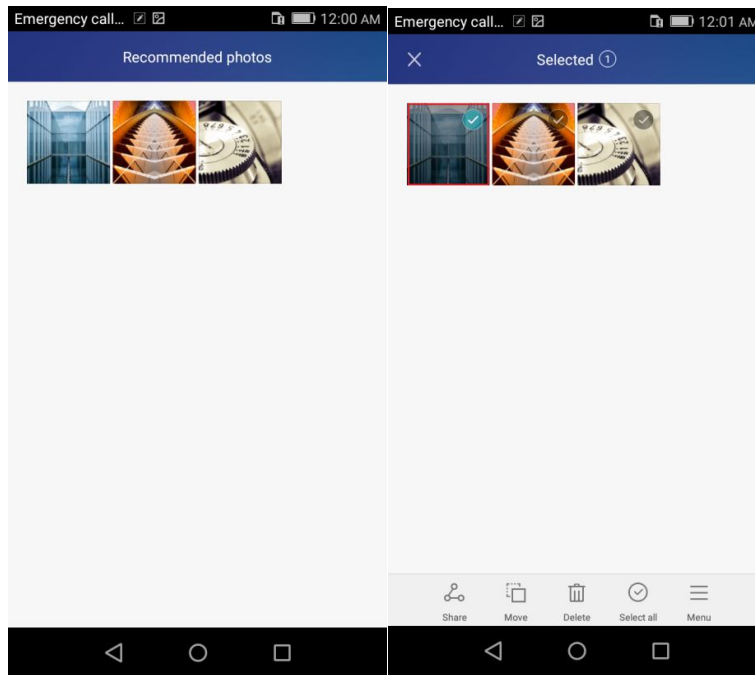 Emergency call... 12:00 AM
Recommended photos
Emergency call... 12:01 AM
Selected 1
Share Move Delete Select all Menu